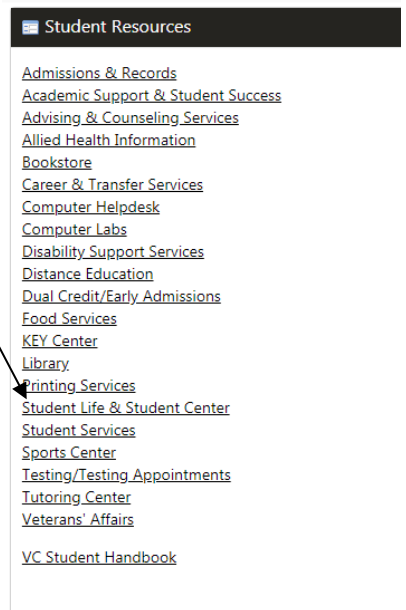 Student Resources
Admissions & Records
Academic Support & Student Success
Advising & Counseling Services
Allied Health Information
Bookstore
Career & Transfer Services
Computer Helpdesk
Computer Labs
Disability Support Services
Distance Education
Dual Credit/Early Admissions
Food Services
KEY Center
Library
Printing Services
Student Life & Student Center
Student Services
Sports Center
Testing/Testing Appointments
Tutoring Center
Veterans' Affairs
VC Student Handbook